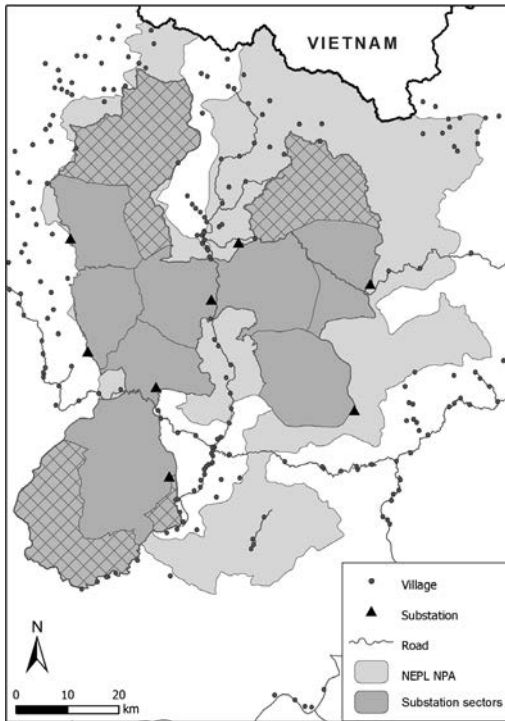 VIETNAM
Village
Substation
Road
NEPL NPA
Substation sectors
N
0 10 20
km